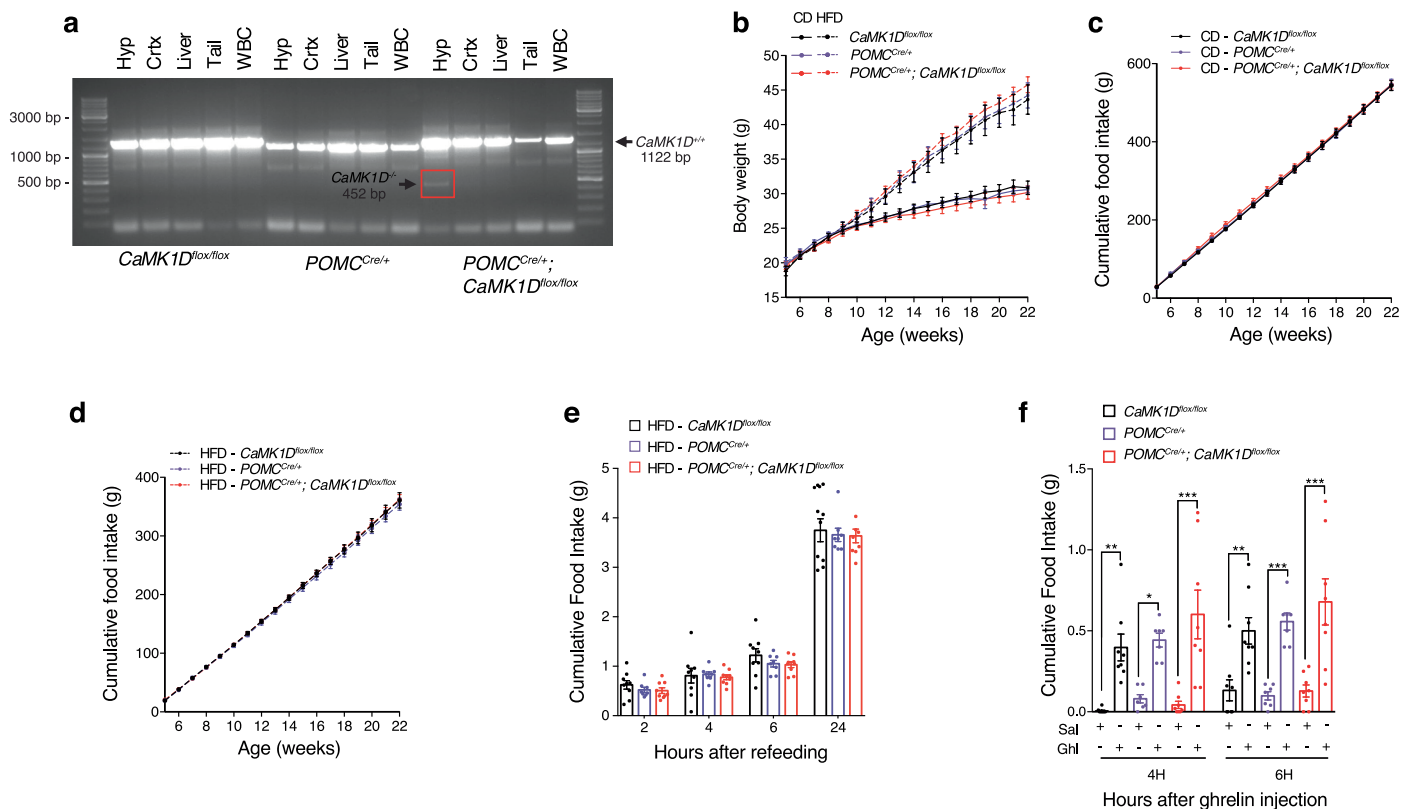 a
Hyp Crtx Liver Tail WBC Hyp Crtx Liver Tail WBC Hyp Crtx Liver Tail WBC
3000 bp -
1000 bp -
500 bp -
CaMK1D+/+
1122 bp
CaMK1D-/-
452 bp
CaMK1Dflox/flox
POMCCre/+
POMCCre/+;
CaMK1Dflox/flox
b
CD HFD
CaMK1Dflox/flox
POMCCre/+
POMCCre/+; CaMK1Dflox/flox
Body weight (g)
50
45
40
35
30
25
20
15
6 8 10 12 14 16 18 20 22
Age (weeks)
c
CD - CaMK1Dflox/flox
CD - POMCCre/+
CD - POMCCre/+; CaMK1Dflox/flox
Cumulative food intake (g)
600
400
200
0
6 8 10 12 14 16 18 20 22
Age (weeks)
d
HFD - CaMK1Dflox/flox
HFD - POMCCre/+
HFD - POMCCre/+; CaMK1Dflox/flox
Cumulative food intake (g)
400
300
200
100
0
6 8 10 12 14 16 18 20 22
Age (weeks)
e
HFD - CaMK1Dflox/flox
HFD - POMCCre/+
HFD - POMCCre/+; CaMK1Dflox/flox
Cumulative Food Intake (g)
6
4
2
1
0
2 4 6 24
Hours after refeeding
f
CaMK1Dflox/flox
POMCCre/+
POMCCre/+; CaMK1Dflox/flox
Cumulative Food Intake (g)
1.5
1.0
0.5
0.0
** * *** ** *** ***
Sal + - + - + - + - + - + -
Ghl - + - + - + - + - + - +
4H 6H
Hours after ghrelin injection